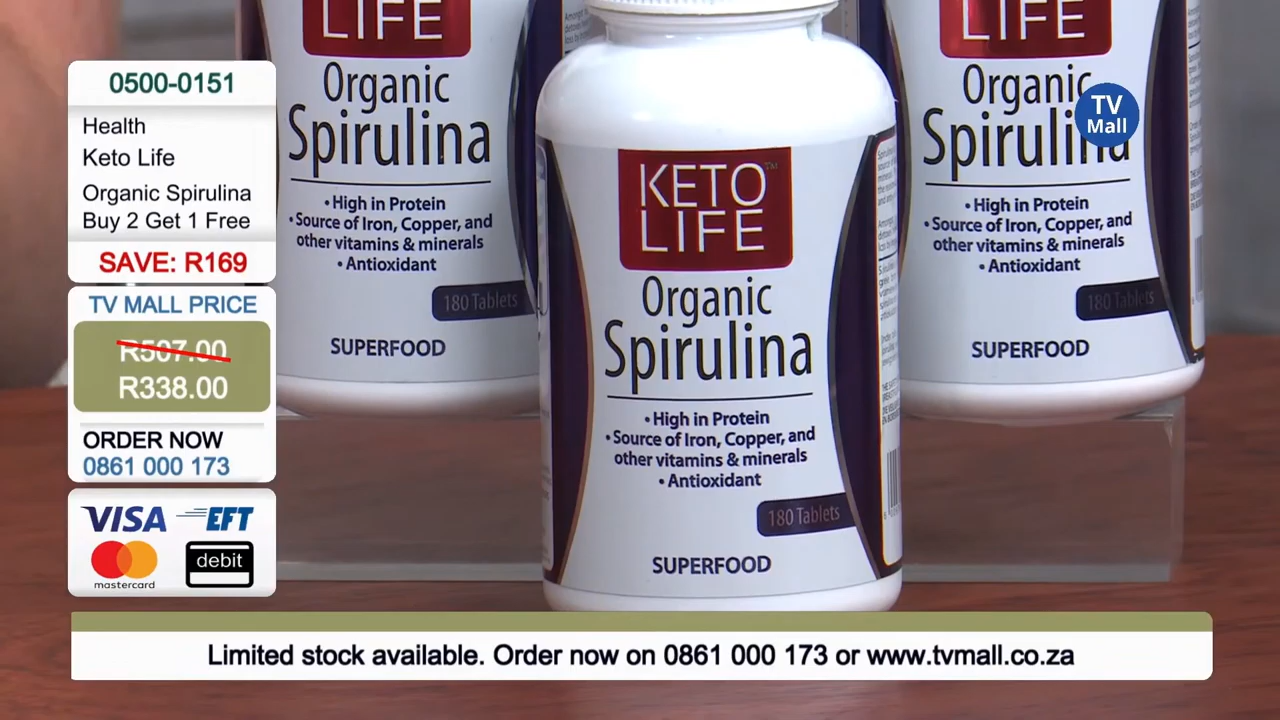 0500-0151
Health
Keto Life
Organic Spirulina
Buy 2 Get 1 Free
SAVE: R169
TV MALL PRICE
R507.00
R338.00
ORDER NOW
0861 000 173
VISA EFT
mastercard debit
LIFE
Organic
Spirulina
• High in Protein
• Source of Iron, Copper, and
other vitamins & minerals
• Antioxidant
180 Tablets
SUPERFOOD
KETO™
LIFE
Organic
Spirulina
• High in Protein
• Source of Iron, Copper, and
other vitamins & minerals
• Antioxidant
180 Tablets
SUPERFOOD
LIFE
Organic
Spirulina
• High in Protein
• Source of Iron, Copper, and
other vitamins & minerals
• Antioxidant
180 Tablets
SUPERFOOD
TV
Mall
Limited stock available. Order now on 0861 000 173 or www.tvmall.co.za